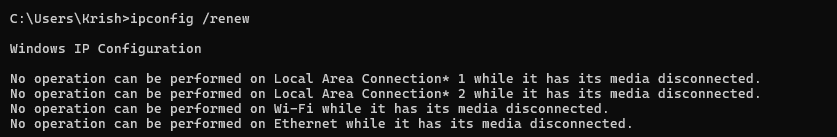 C:\Users\Krish>ipconfig /renew
Windows IP Configuration
No operation can be performed on Local Area Connection* 1 while it has its media disconnected.
No operation can be performed on Local Area Connection* 2 while it has its media disconnected.
No operation can be performed on Wi-Fi while it has its media disconnected.
No operation can be performed on Ethernet while it has its media disconnected.